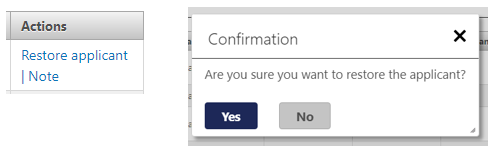 Actions
Restore applicant
| Note
Confirmation
Are you sure you want to restore the applicant?
Yes
No